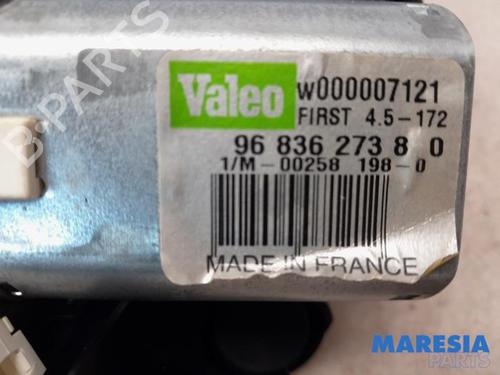 Valeo
W000007121
FIRST 4.5-172
96 836 273 8 0
1/M-00258 198-0
MADE IN FRANCE
MARESIA
PARTS